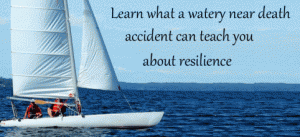 Learn what a watery near death
accident can teach you
about resilience